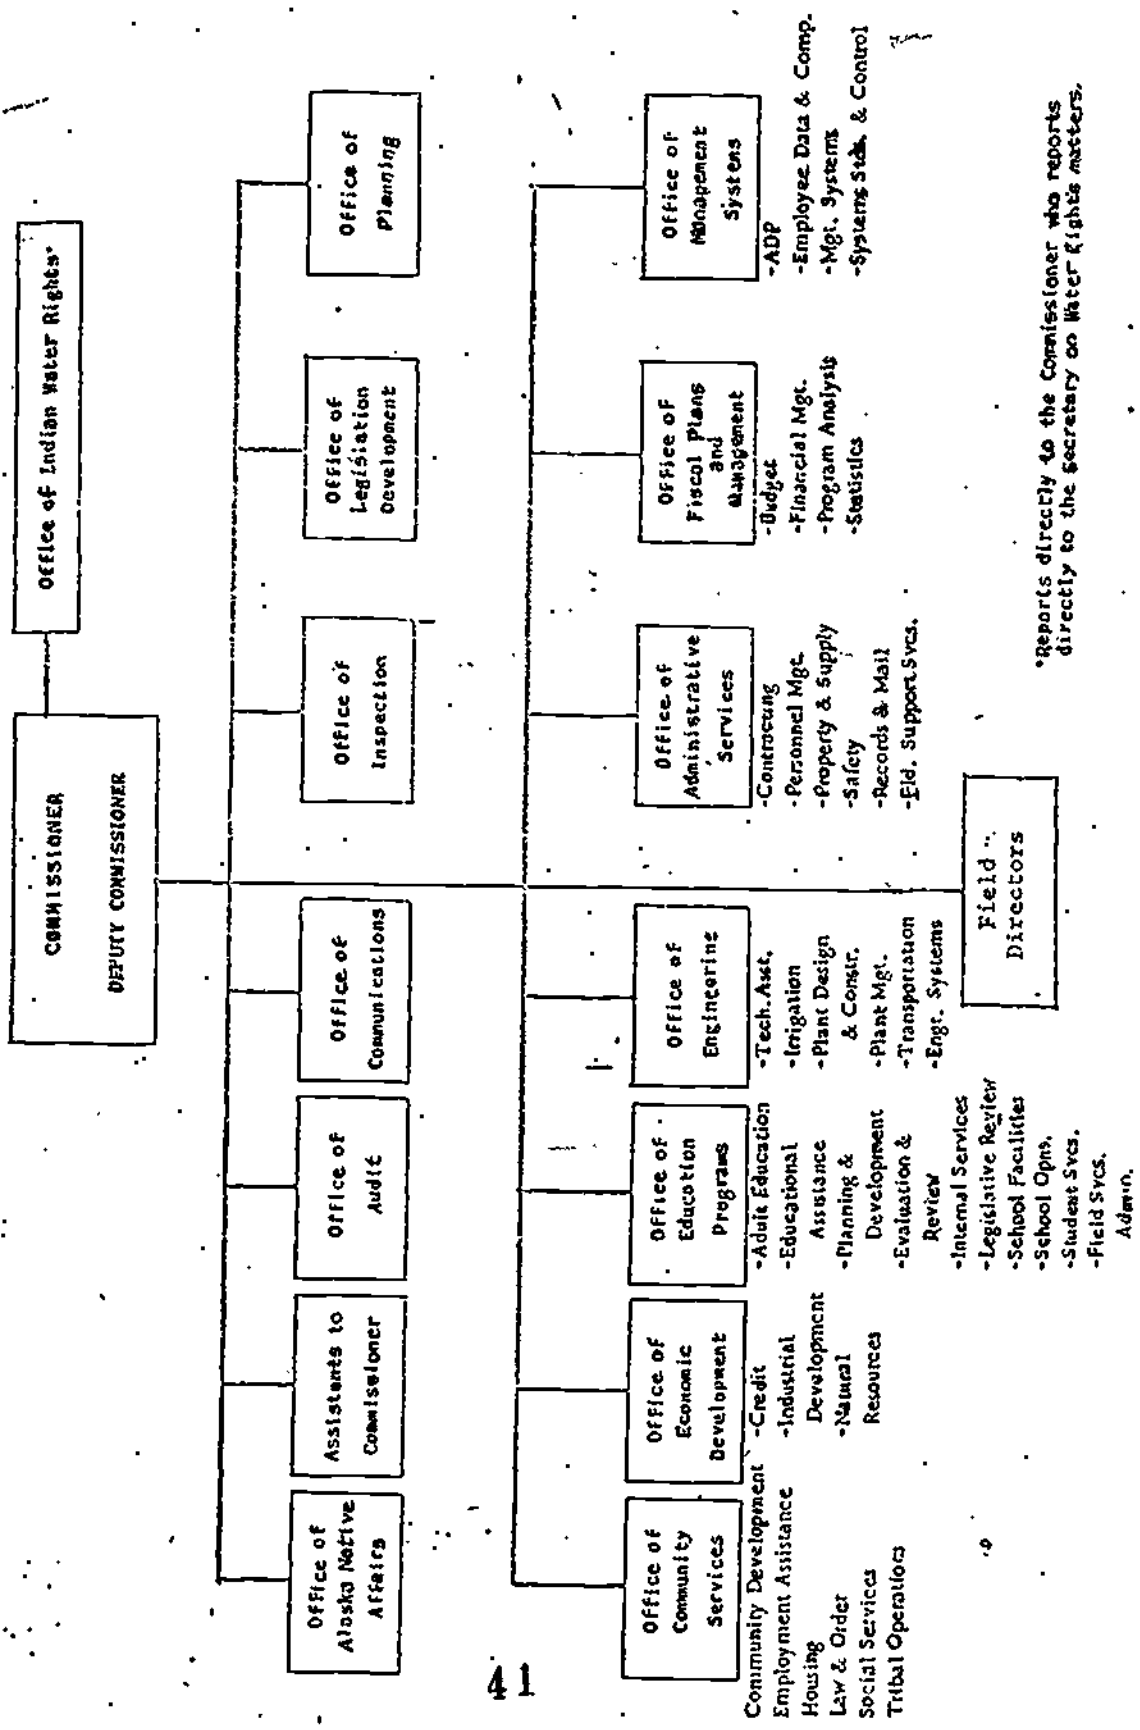 COMMISSIONER
DEPUTY COMMISSIONER
Office of Indian Water Rights*
Office of
Alaska Native
Affairs
Assistants to
Commissioner
Office of
Audit
Office of
Communications
Office of
Inspection
Office of
Legislation
Development
Office of
Planning
Office of
Community
Services
Community Development
Employment Assistance
Housing
Law & Order
Social Services
Tribal Operations
Office of
Economic
Development
-Credit
-Industrial
Development
-Natural
Resources
Office of
Education
Programs
-Adult Education
-Educational
Assistance
-Planning &
Development
-Evaluation &
Review
-Internal Services
-Legislative Review
-School Facilities
-School Opns.
-Student Svcs.
-Field Svcs.
Admin.
Office of
Engineering
-Tech. Asst.
-Irrigation
-Plant Design
& Constr.
-Plant Mgt.
-Transportation
-Engr. Systems
Office of
Administrative
Services
-Contracting
-Personnel Mgt.
-Property & Supply
-Safety
-Records & Mail
-Fld. Support Svcs.
Office of
Fiscal Plans
and
Management
-Budget
-Financial Mgt.
-Program Analysis
-Statistics
Office of
Management
Systems
-ADP
-Employee Data & Comp.
-Mgt. Systems
-Systems Stds. & Control
Field
Directors
*Reports directly to the Commissioner who reports
directly to the Secretary on Water Rights matters.
41